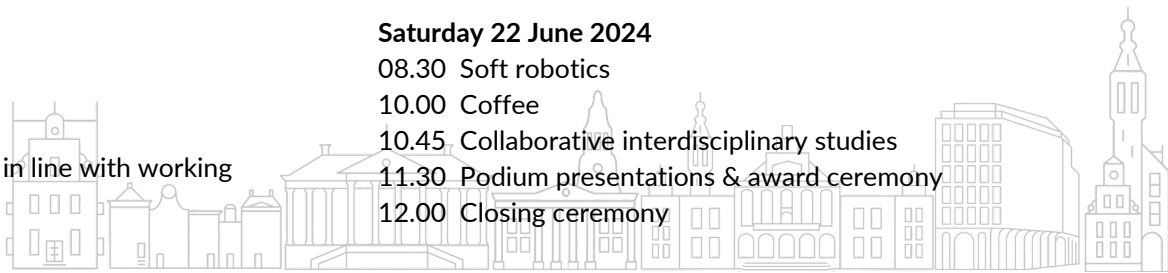 in line with working
Saturday 22 June 2024
08.30 Soft robotics
10.00 Coffee
10.45 Collaborative interdisciplinary studies
11.30 Podium presentations & award ceremony
12.00 Closing ceremony